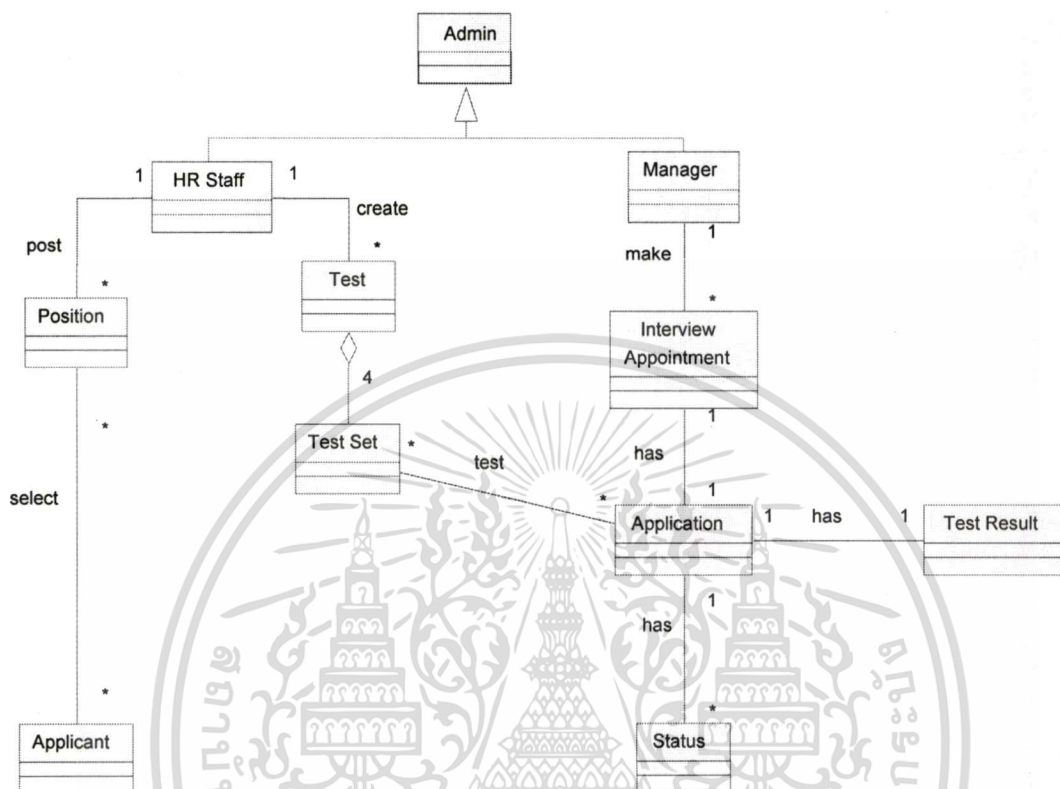 Admin
1
HR Staff
1
Manager
create
1
post
make
*
Test
*
*
Position
Interview
Appointment
4
*
1
Test Set
*
has
test
select
1
*
Application
1
has
1
Test Result
1
has
*
*
Applicant
Status